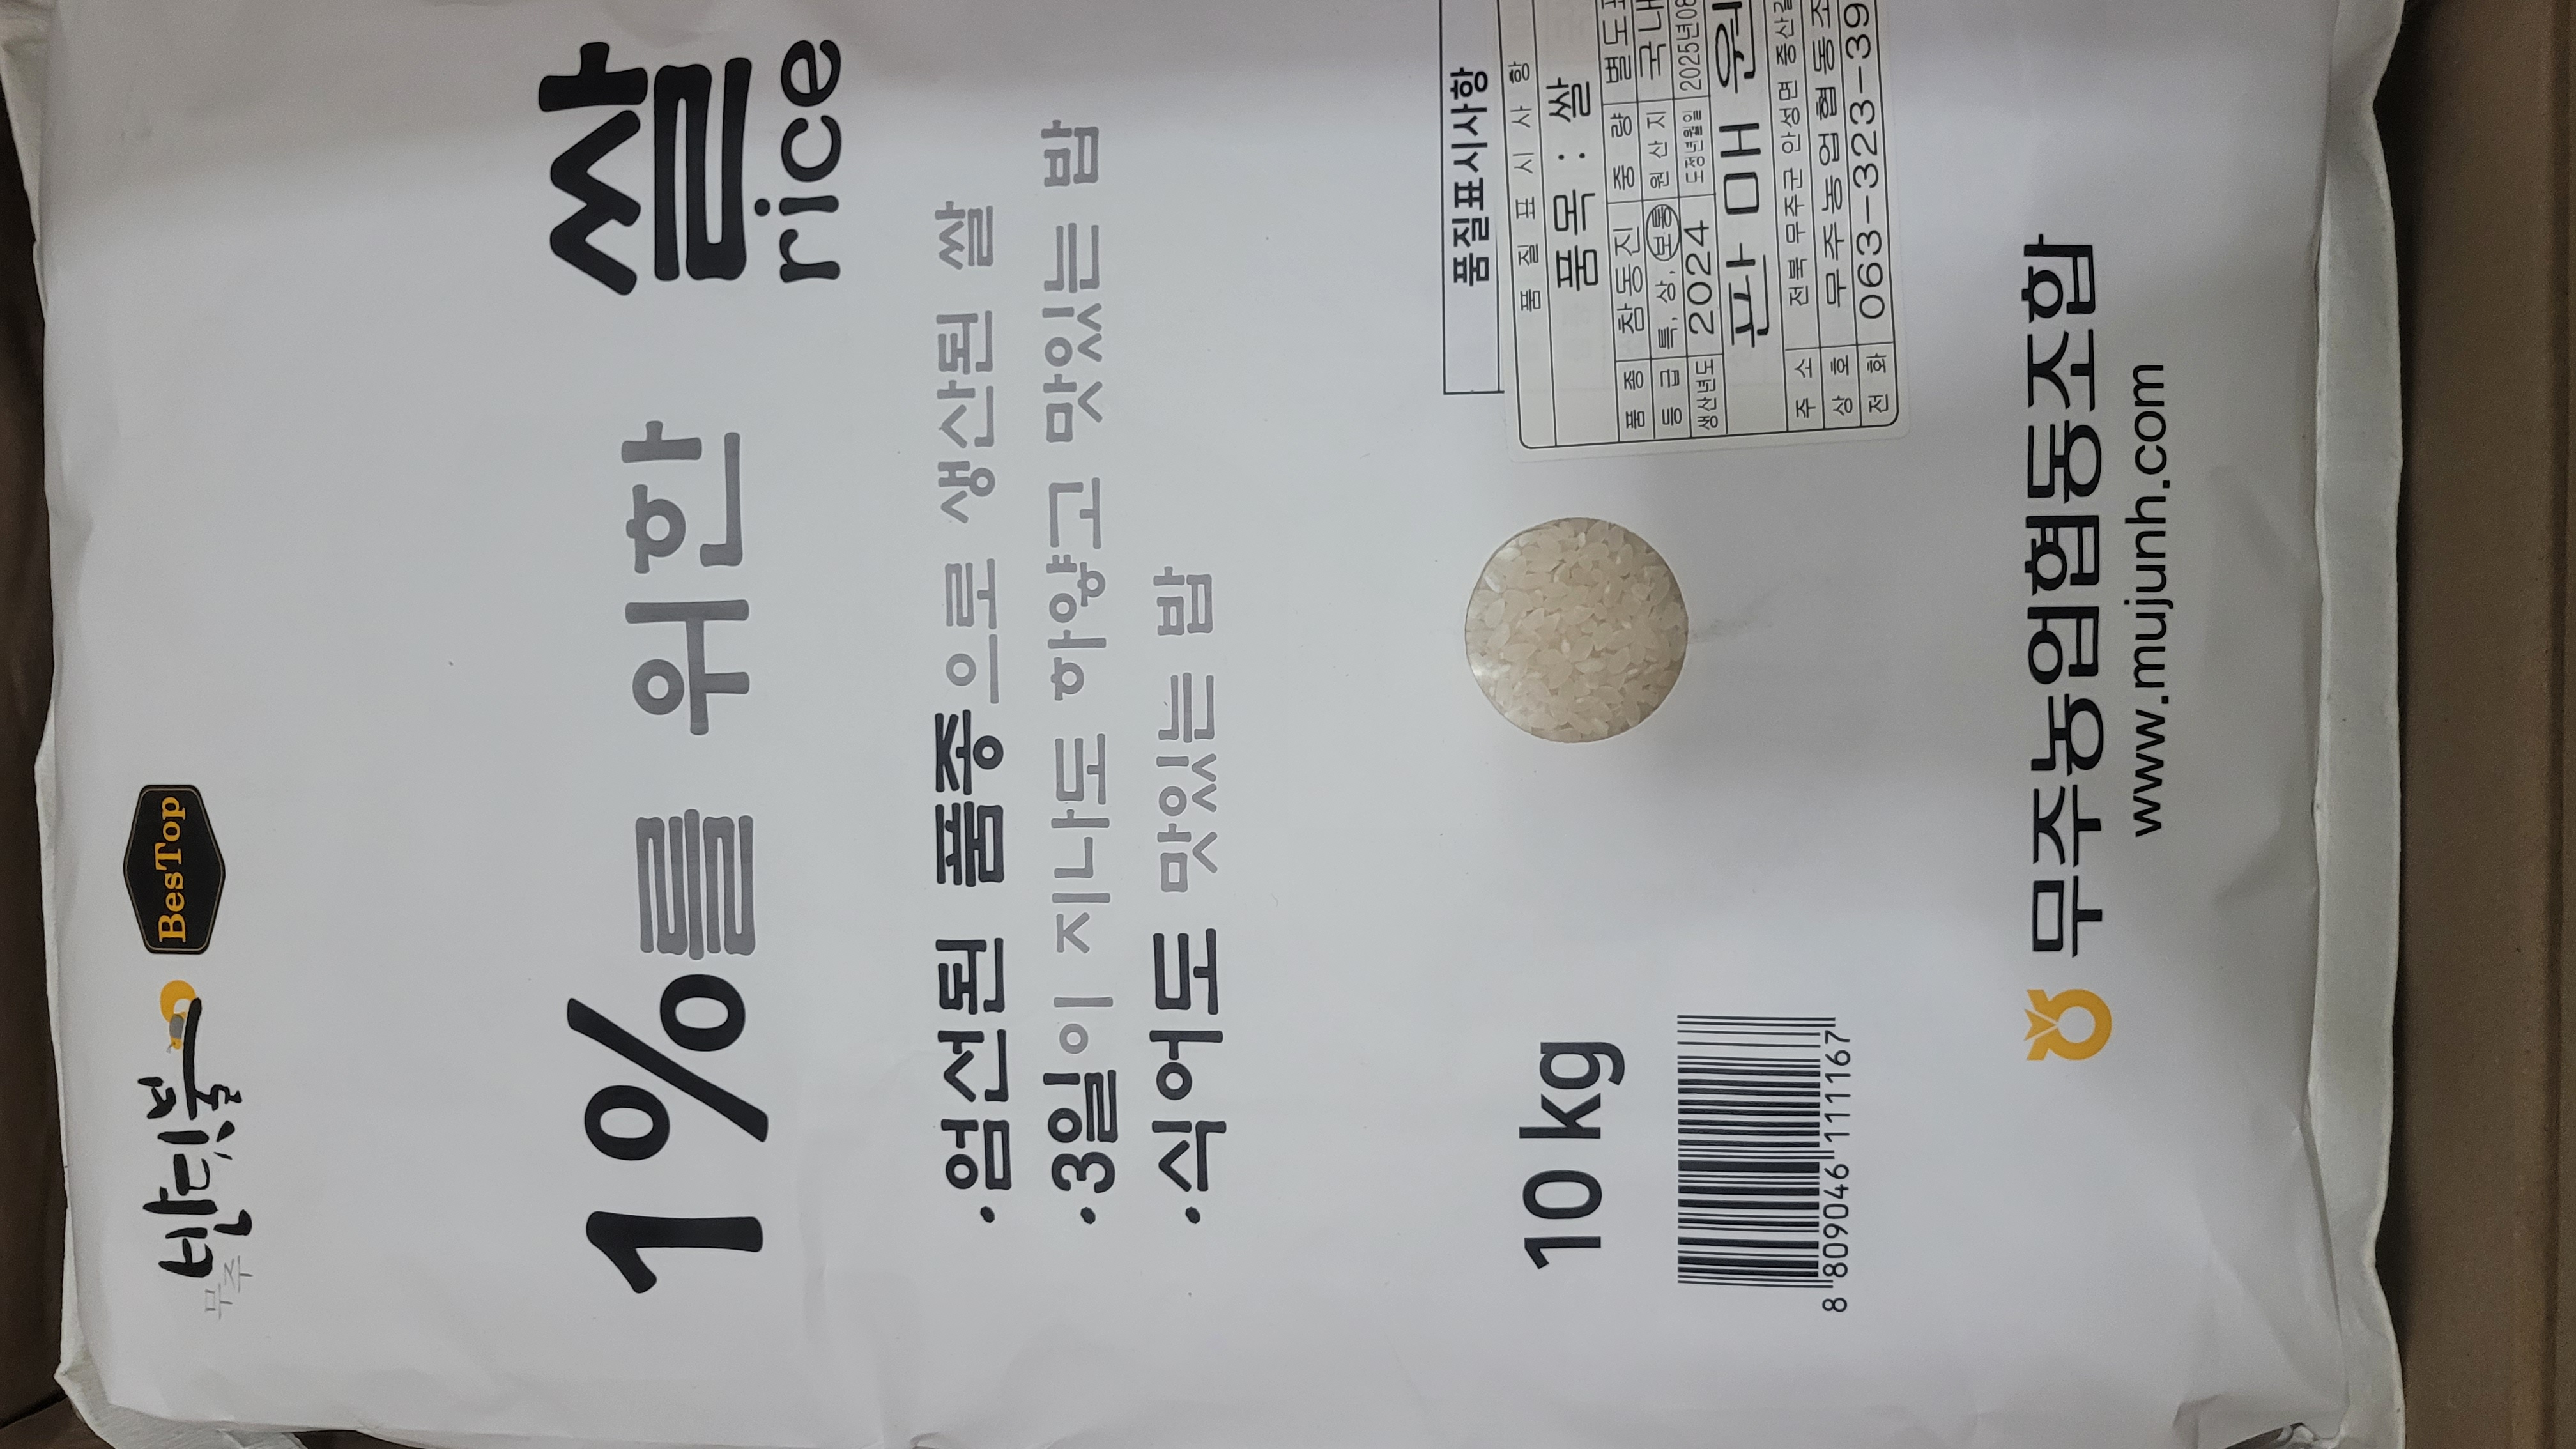 무주
반딧불
BesTop
1%를 위한 쌀
rice
·엄선된 품종으로 생산된 쌀
·3일이 지나도 하얗고 맛있는 밥
·식어도 맛있는 밥
10 kg
8 809046 111167
품질표시사항
품 질 표 시 사 항
품목 : 쌀
품 종 참동진 중 량 별도
등 급 특, 상, 보통 원 산 지 국내
생산년도 2024 도정년월일 2025년08
판 매 원
주 소 전북 무주군 안성면 증산길
상 호 무주농업협동조
전 화 063-323-39
무주농업협동조합
www.mujunh.com